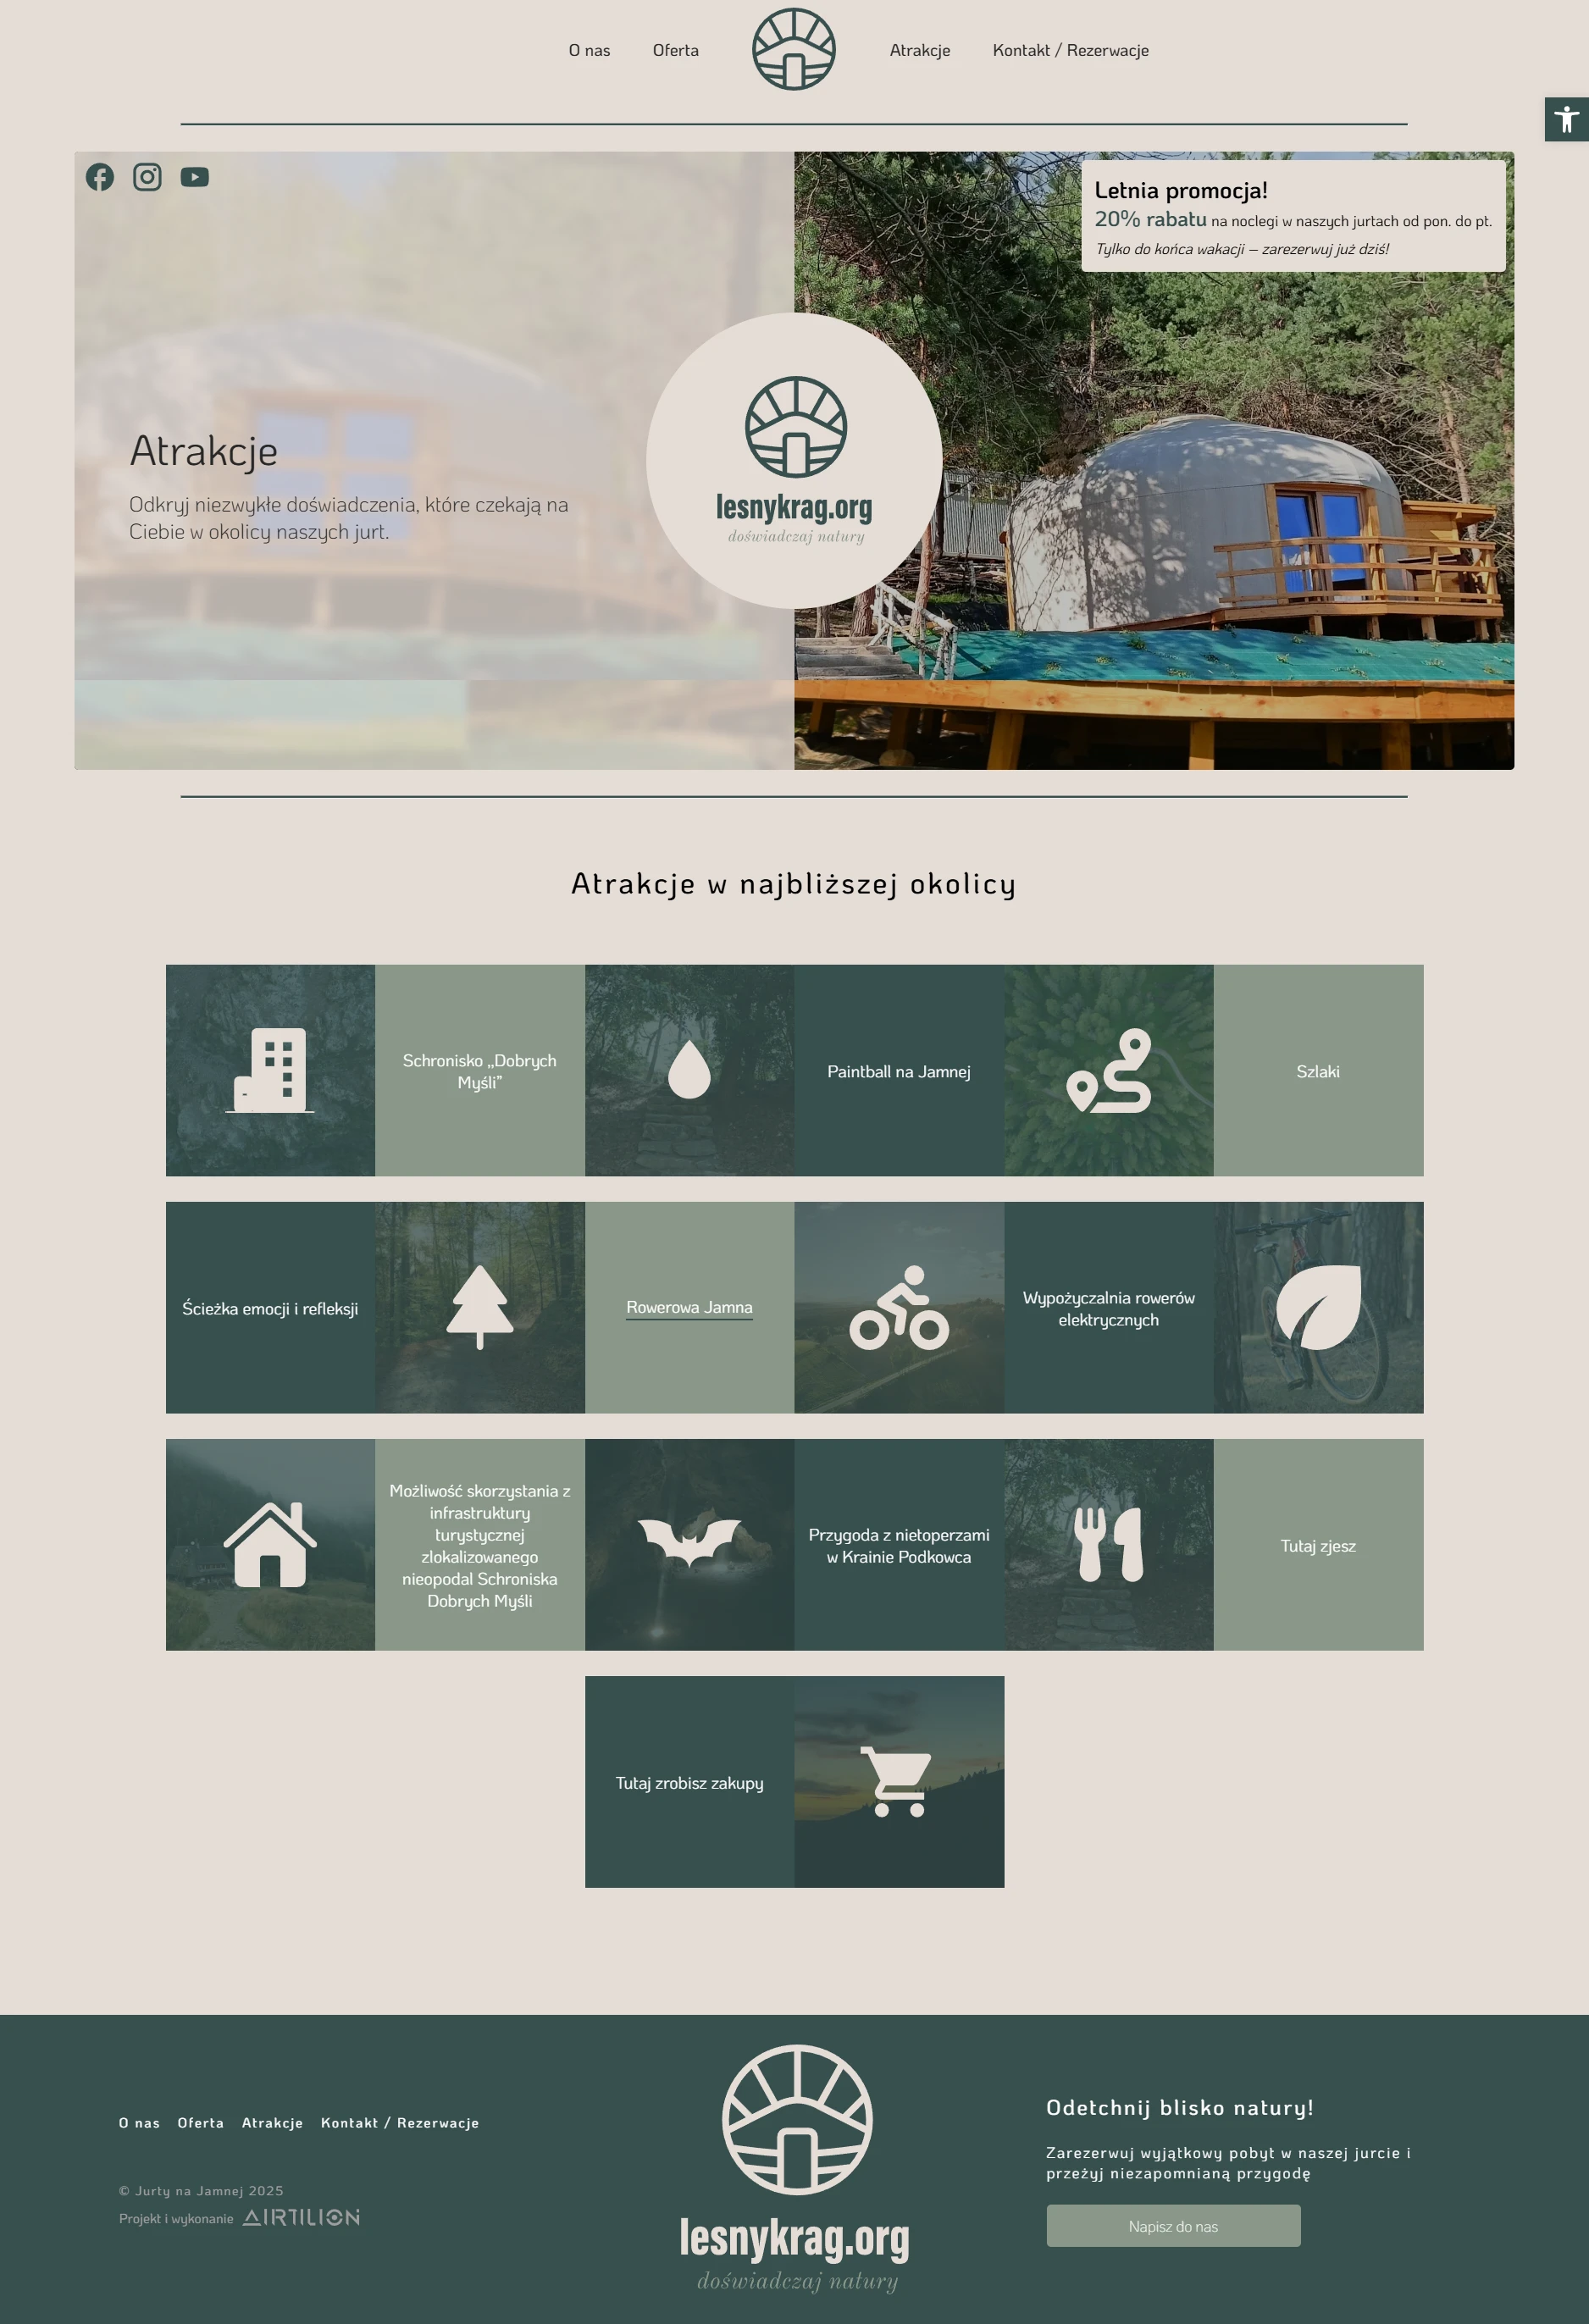 O nas
Oferta
Atrakcje
Kontakt / Rezerwacje
Letnia promocja!
20% rabatu na noclegi w naszych jurtach od pon. do pt.
Tylko do końca wakacji – zarezerwuj już dziś!
Atrakcje
Odkryj niezwykłe doświadczenia, które czekają na
Ciebie w okolicy naszych jurt.
lesnykrag.org
doświadczaj natury
Atrakcje w najbliższej okolicy
Schronisko „Dobrych
Myśli”
Paintball na Jamnej
Szlaki
Ścieżka emocji i refleksji
Rowerowa Jamna
Wypożyczalnia rowerów
elektrycznych
Możliwość skorzystania z
infrastruktury
turystycznej
zlokalizowanego
nieopodal Schroniska
Dobrych Myśli
Przygoda z nietoperzami
w Krainie Podkowca
Tutaj zjesz
Tutaj zrobisz zakupy
O nas
Oferta
Atrakcje
Kontakt / Rezerwacje
© Jurty na Jamnej 2025
Projekt i wykonanie AIRTILION
lesnykrag.org
doświadczaj natury
Odetchnij blisko natury!
Zarezerwuj wyjątkowy pobyt w naszej jurcie i
przeżyj niezapomnianą przygodę
Napisz do nas